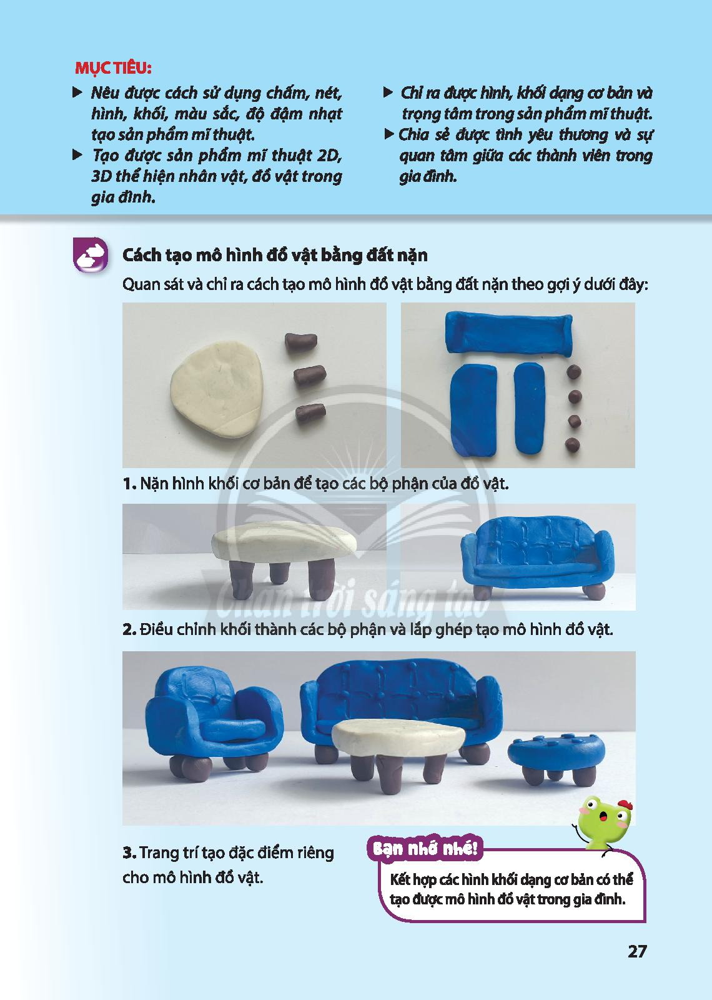 MỤC TIÊU:
▶ Nêu được cách sử dụng chấm, nét,
hình, khối, màu sắc, độ đậm nhạt
tạo sản phẩm mĩ thuật.
▶ Tạo được sản phẩm mĩ thuật 2D,
3D thể hiện nhân vật, đồ vật trong
gia đình.
▶ Chỉ ra được hình, khối dạng cơ bản và
trọng tâm trong sản phẩm mĩ thuật.
▶ Chia sẻ được tình yêu thương và sự
quan tâm giữa các thành viên trong
gia đình.
Cách tạo mô hình đồ vật bằng đất nặn
Quan sát và chỉ ra cách tạo mô hình đồ vật bằng đất nặn theo gợi ý dưới đây:
1. Nặn hình khối cơ bản để tạo các bộ phận của đồ vật.
Chân trời sáng tạo
2. Điều chỉnh khối thành các bộ phận và lắp ghép tạo mô hình đồ vật.
3. Trang trí tạo đặc điểm riêng
cho mô hình đồ vật.
Bạn nhớ nhé!
Kết hợp các hình khối dạng cơ bản có thể
tạo được mô hình đồ vật trong gia đình.
27